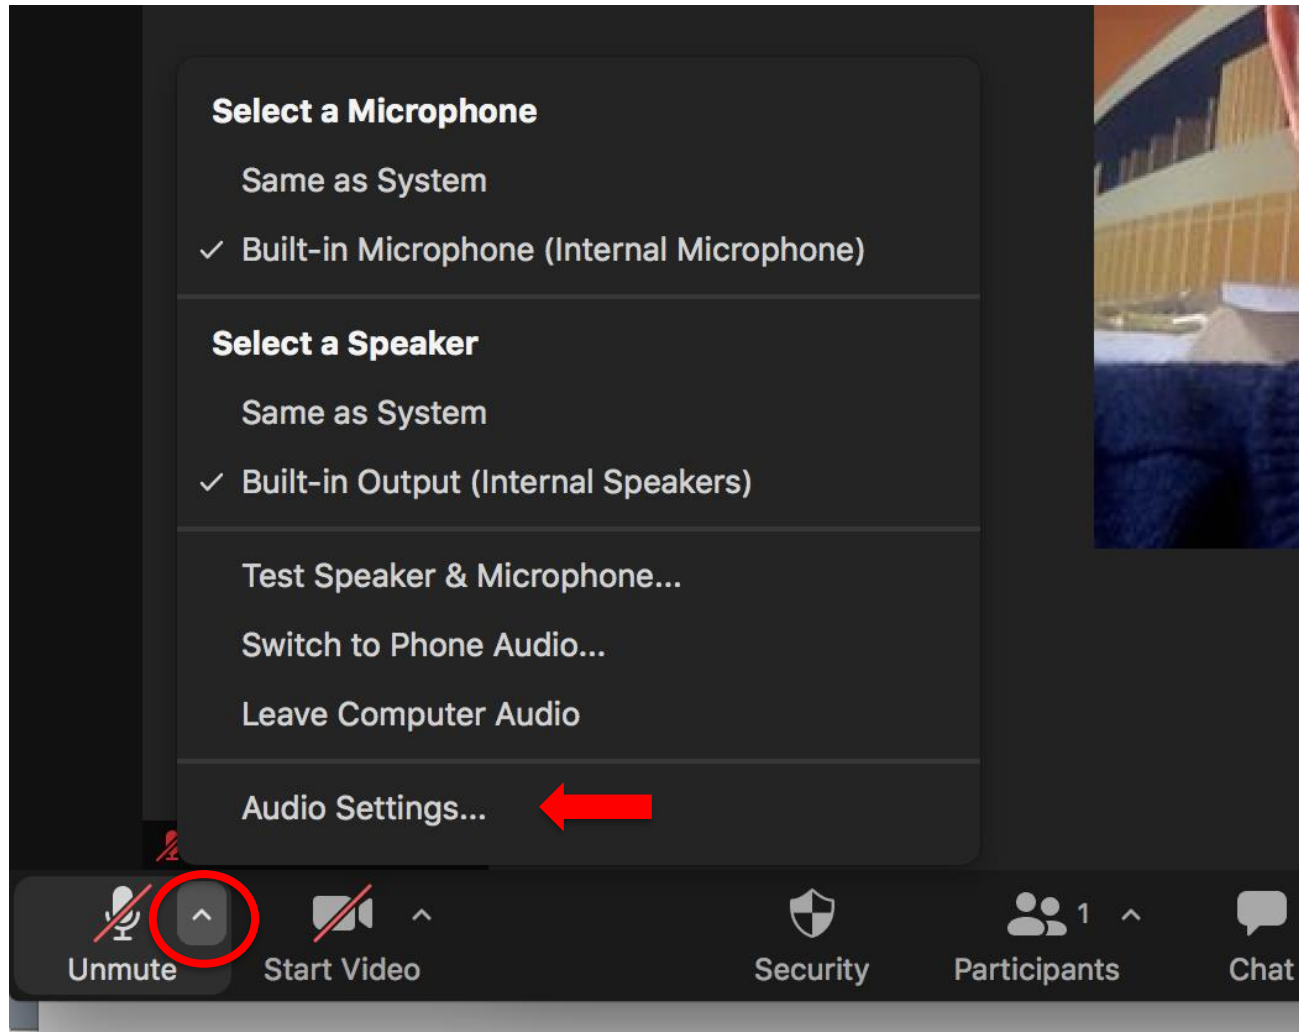 Select a Microphone
Same as System
✓ Built-in Microphone (Internal Microphone)
Select a Speaker
Same as System
✓ Built-in Output (Internal Speakers)
Test Speaker & Microphone...
Switch to Phone Audio...
Leave Computer Audio
Audio Settings...
1
Unmute Start Video Security Participants Chat